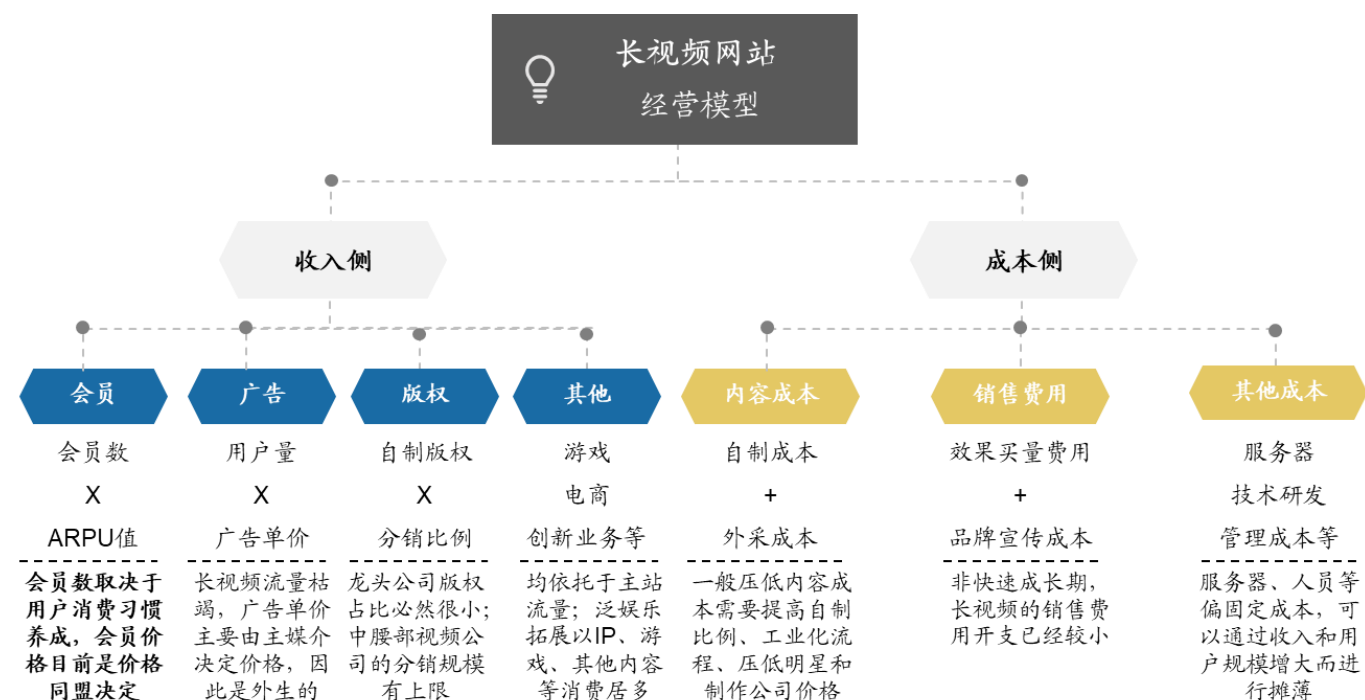 长视频网站
经营模型
收入侧
成本侧
会员
广告
版权
其他
内容成本
销售费用
其他成本
会员数
X
ARPU值
用户量
X
广告单价
自制版权
X
分销比例
游戏
电商
创新业务等
自制成本
+
外采成本
效果买量费用
+
品牌宣传成本
服务器
技术研发
管理成本等
会员数取决于
用户消费习惯
养成，会员价
格目前是价格
同盟决定
长视频流量枯
竭，广告单价
主要由主媒介
决定价格，因
此是外生的
龙头公司版权
占比必然很小；
中腰部视频公
司的分销规模
有上限
均依托于主站
流量；泛娱乐
拓展以IP、游
戏、其他内容
等消费居多
一般压低内容成
本需要提高自制
比例、工业化流
程、压低明星和
制作公司价格
非快速成长期，
长视频的销售费
用开支已经较小
服务器、人员等
偏固定成本，可
以通过收入和用
户规模增大而进
行摊薄